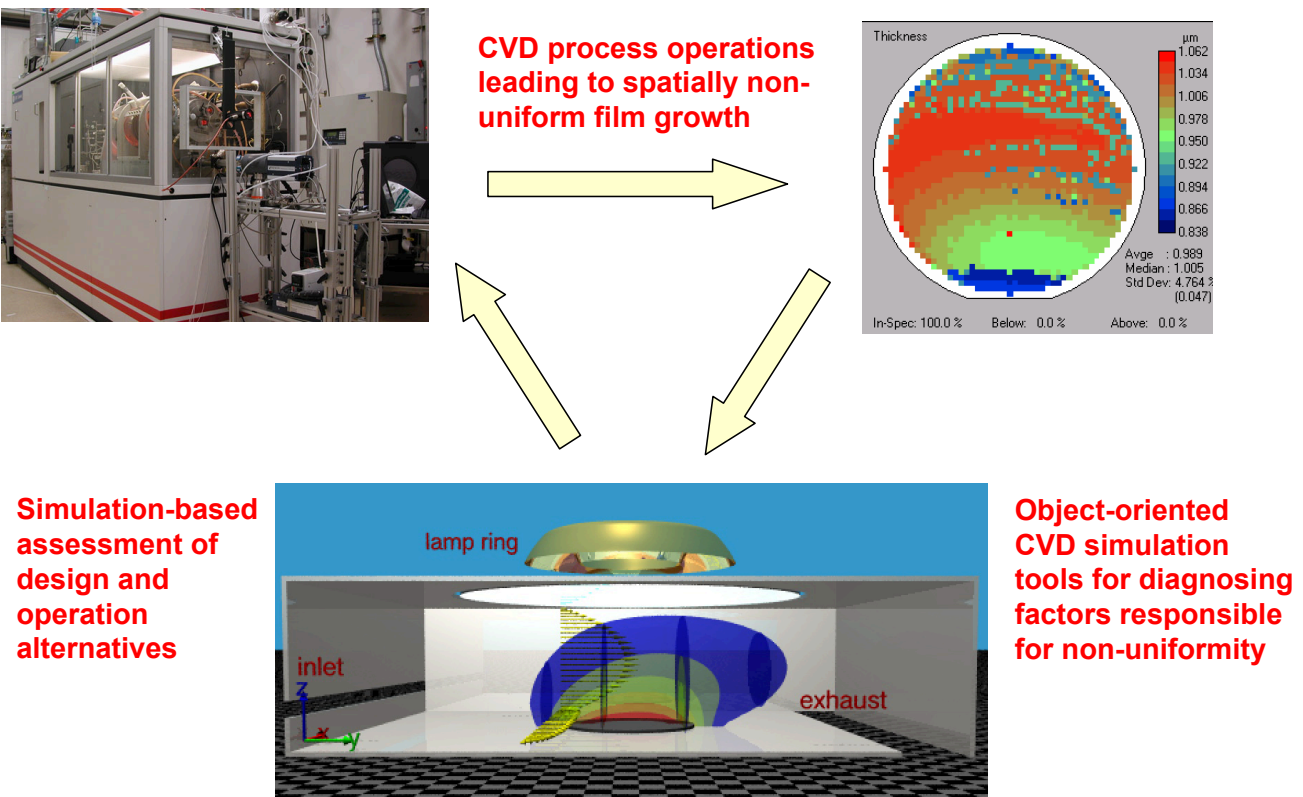 CVD process operations
leading to spatially non-
uniform film growth
Thickness
µm
1.062
1.034
1.006
0.978
0.950
0.922
0.894
0.866
0.838
Avge : 0.989
Median : 1.005
Std Dev: 4.764 %
(0.047)
In-Spec: 100.0 % Below: 0.0 % Above: 0.0 %
Simulation-based
assessment of
design and
operation
alternatives
lamp ring
inlet
z
x
y
exhaust
Object-oriented
CVD simulation
tools for diagnosing
factors responsible
for non-uniformity